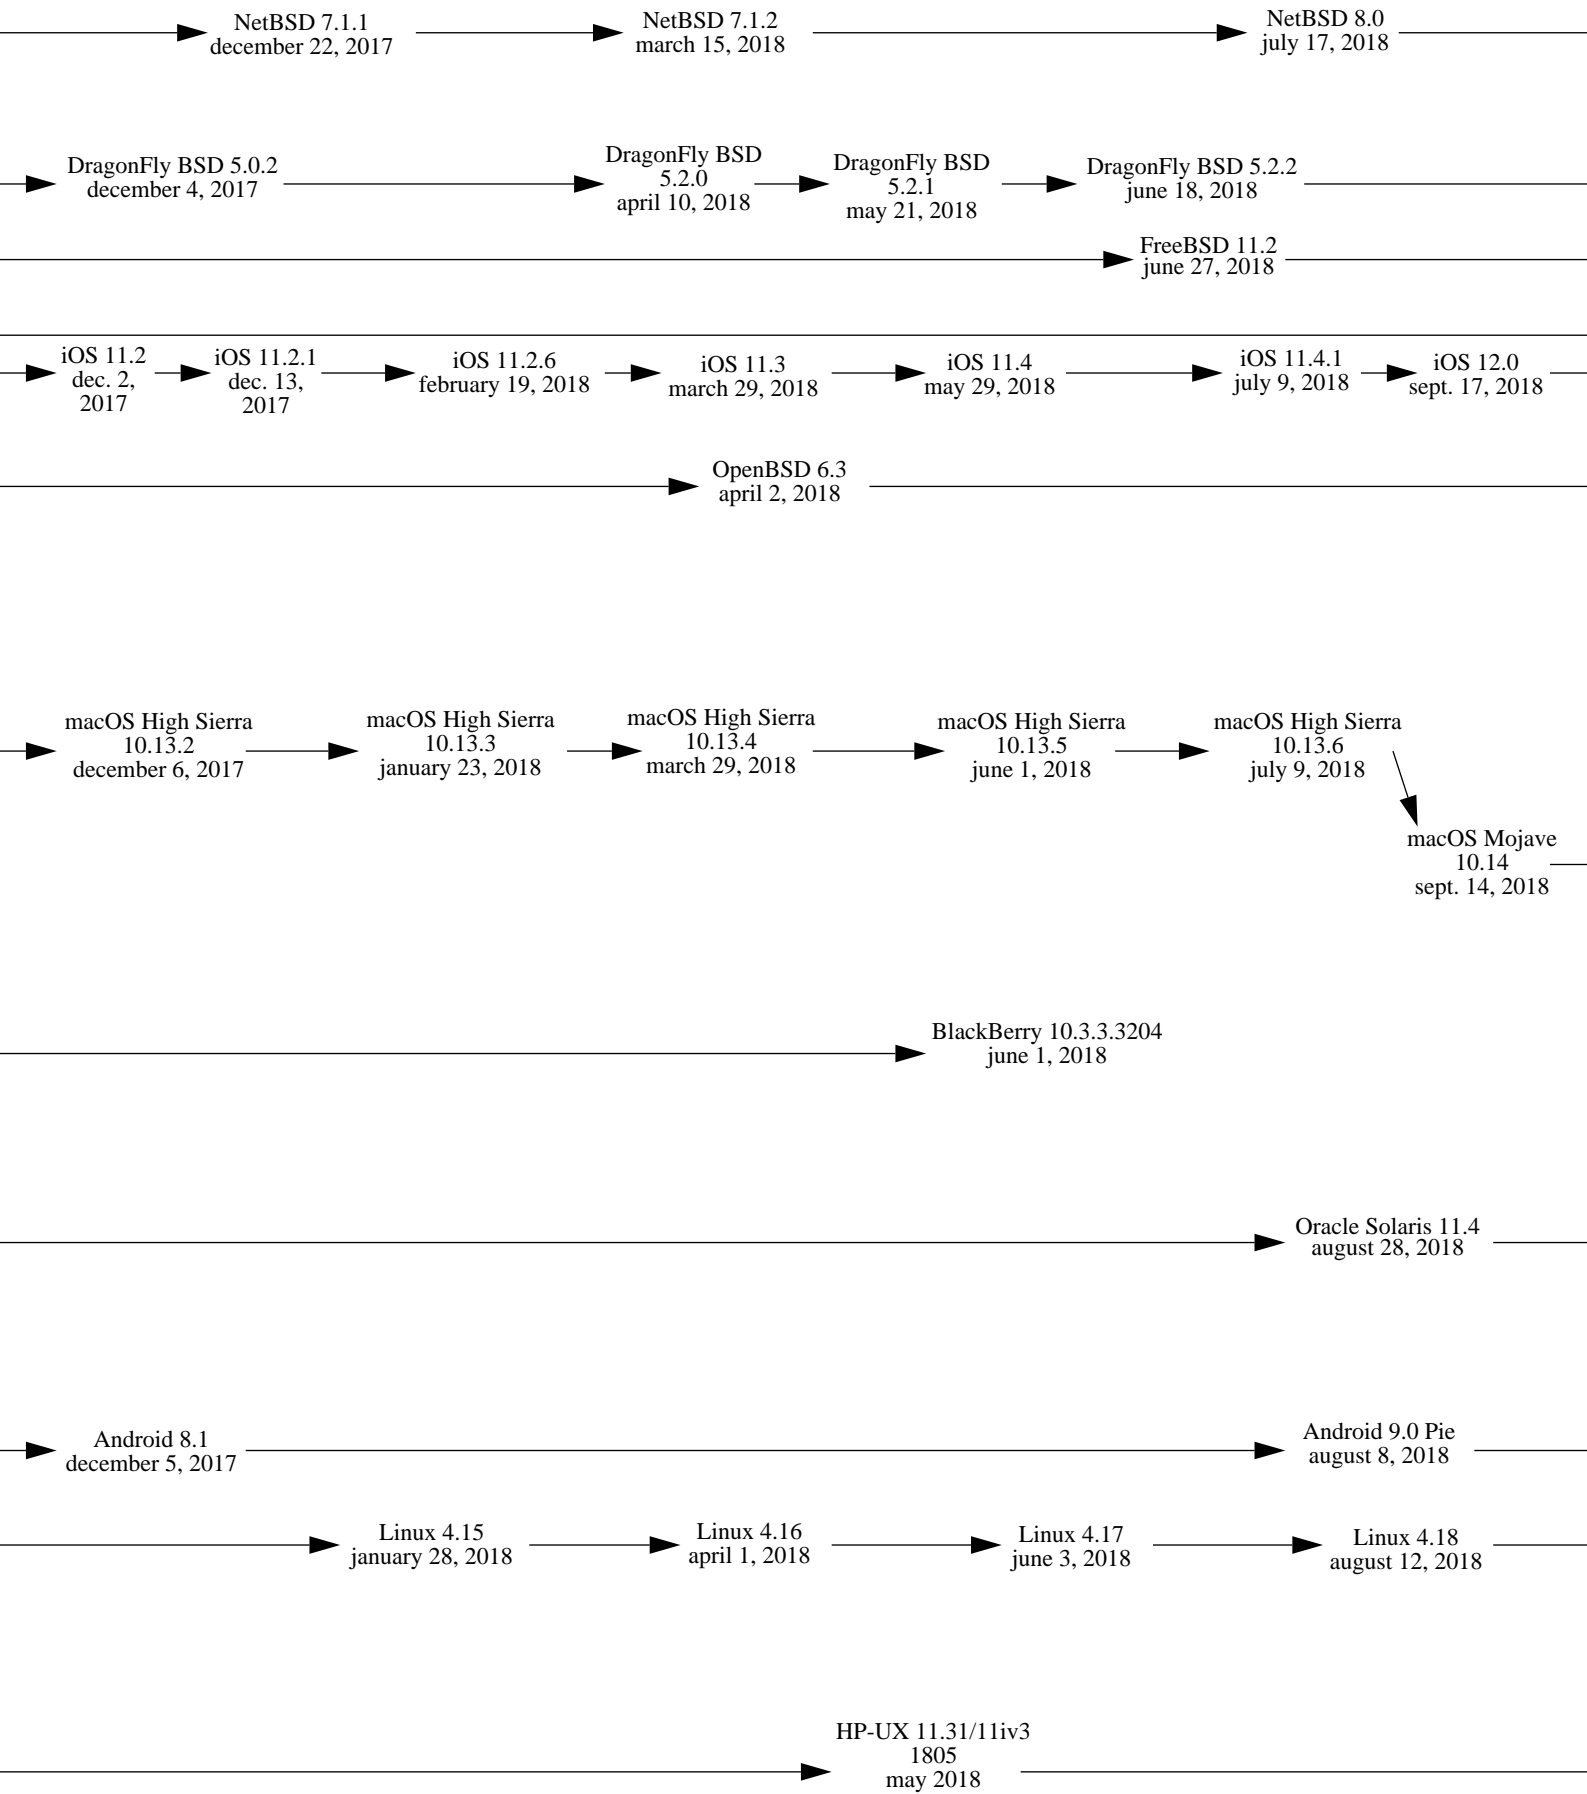 NetBSD 7.1.1
december 22, 2017
NetBSD 7.1.2
march 15, 2018
NetBSD 8.0
july 17, 2018
DragonFly BSD 5.0.2
december 4, 2017
DragonFly BSD
5.2.0
april 10, 2018
DragonFly BSD
5.2.1
may 21, 2018
DragonFly BSD 5.2.2
june 18, 2018
FreeBSD 11.2
june 27, 2018
iOS 11.2
dec. 2,
2017
iOS 11.2.1
dec. 13,
2017
iOS 11.2.6
february 19, 2018
iOS 11.3
march 29, 2018
iOS 11.4
may 29, 2018
iOS 11.4.1
july 9, 2018
iOS 12.0
sept. 17, 2018
OpenBSD 6.3
april 2, 2018
macOS High Sierra
10.13.2
december 6, 2017
macOS High Sierra
10.13.3
january 23, 2018
macOS High Sierra
10.13.4
march 29, 2018
macOS High Sierra
10.13.5
june 1, 2018
macOS High Sierra
10.13.6
july 9, 2018
macOS Mojave
10.14
sept. 14, 2018
BlackBerry 10.3.3.3204
june 1, 2018
Oracle Solaris 11.4
august 28, 2018
Android 8.1
december 5, 2017
Android 9.0 Pie
august 8, 2018
Linux 4.15
january 28, 2018
Linux 4.16
april 1, 2018
Linux 4.17
june 3, 2018
Linux 4.18
august 12, 2018
HP-UX 11.31/11iv3
1805
may 2018